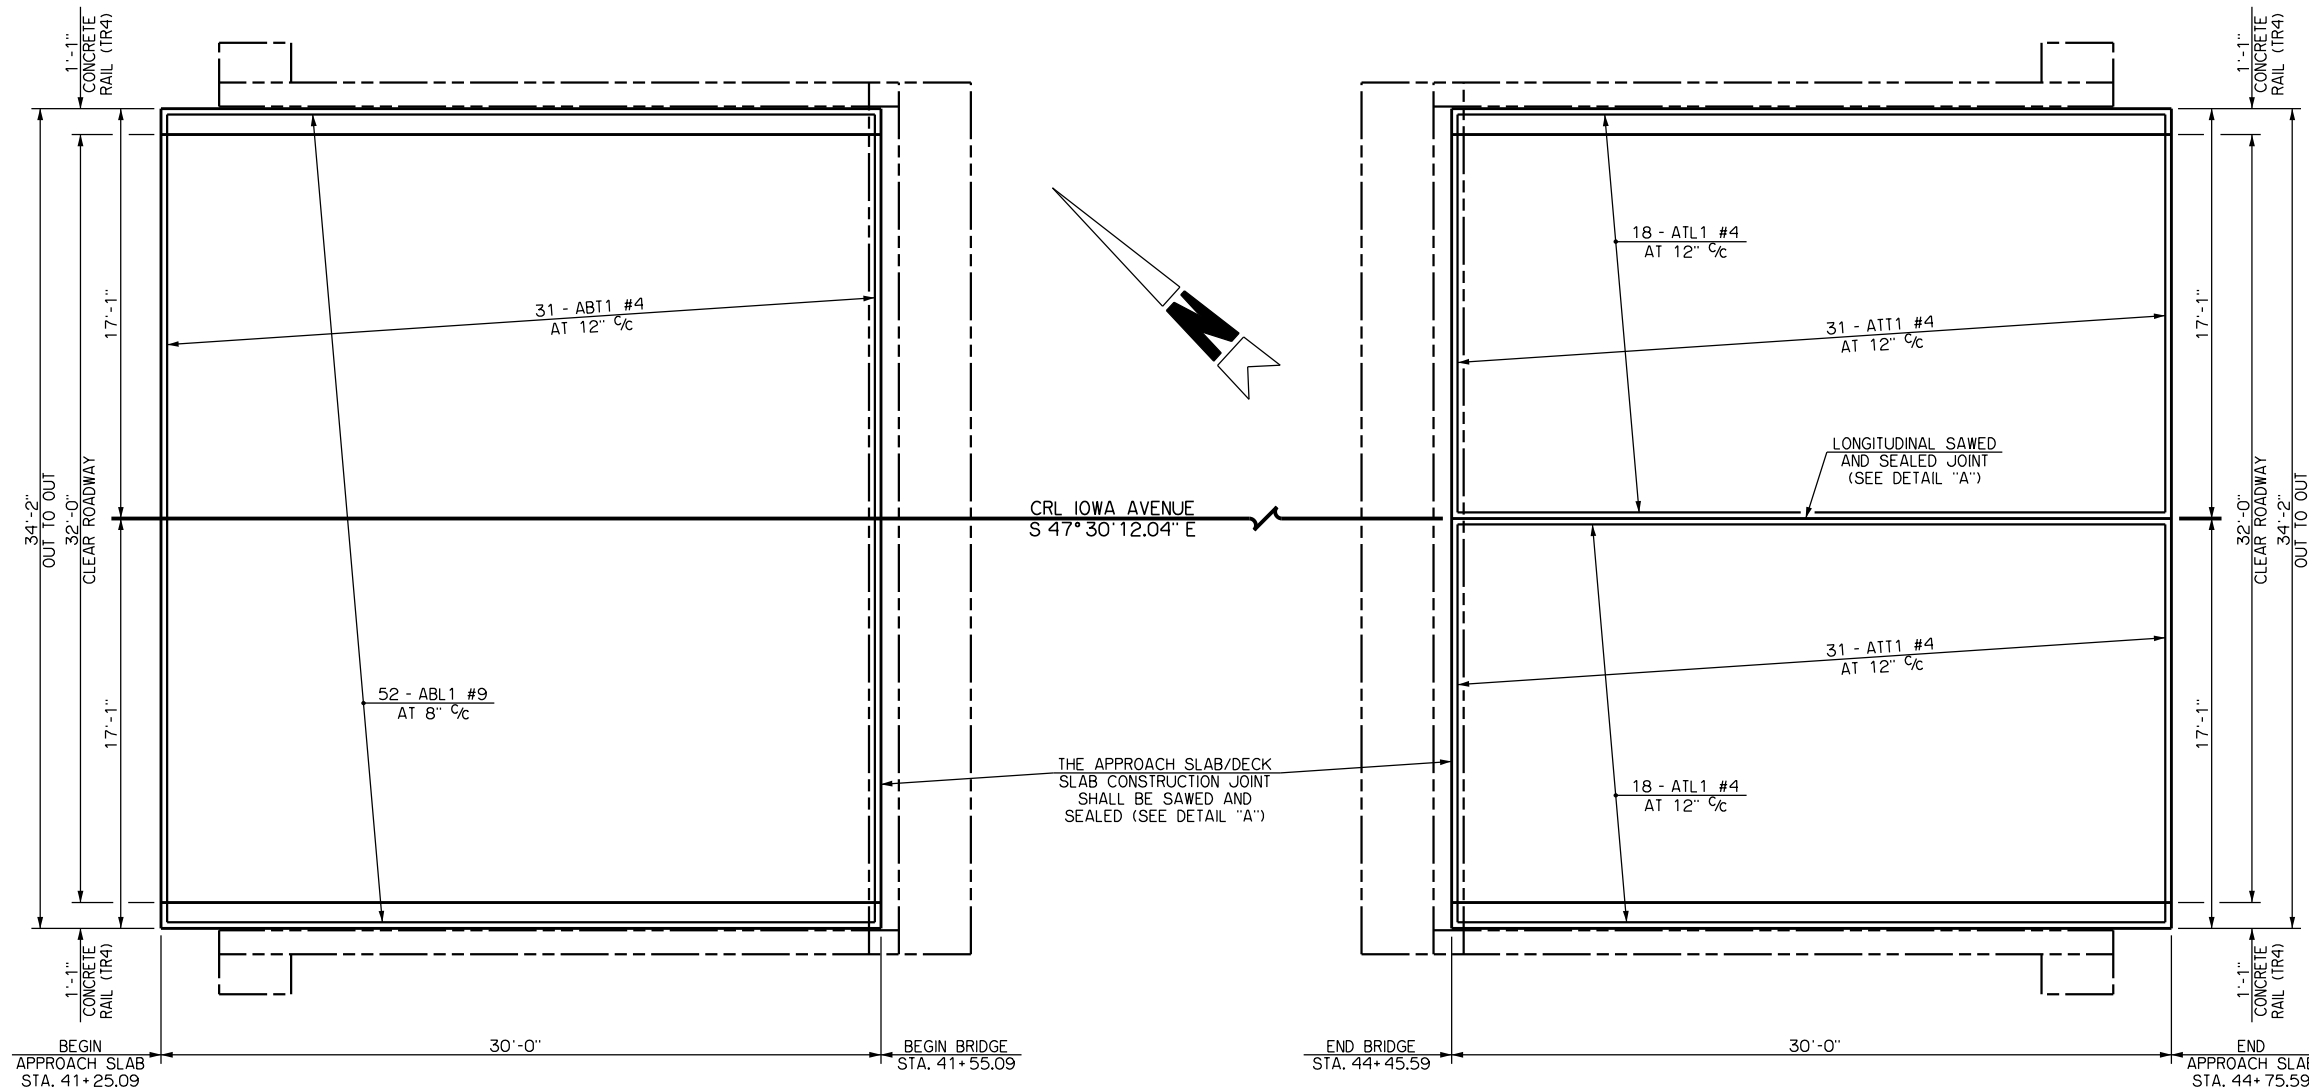 1'-1"
CONCRETE
RAIL (TR4)
1'-1"
CONCRETE
RAIL (TR4)
34'-2"
OUT TO OUT
32'-0"
CLEAR ROADWAY
17'-1"
17'-1"
31 - ABT1 #4
AT 12" C/C
52 - ABL1 #9
AT 8" C/C
N
CRL IOWA AVENUE
S 47° 30' 12.04" E
THE APPROACH SLAB/DECK
SLAB CONSTRUCTION JOINT
SHALL BE SAWED AND
SEALED (SEE DETAIL "A")
18 - ATL1 #4
AT 12" C/C
31 - ATT1 #4
AT 12" C/C
LONGITUDINAL SAWED
AND SEALED JOINT
(SEE DETAIL "A")
31 - ATT1 #4
AT 12" C/C
18 - ATL1 #4
AT 12" C/C
17'-1"
17'-1"
32'-0"
CLEAR ROADWAY
34'-2"
OUT TO OUT
1'-1"
CONCRETE
RAIL (TR4)
1'-1"
CONCRETE
RAIL (TR4)
BEGIN
APPROACH SLAB
STA. 41+25.09
30'-0"
BEGIN BRIDGE
STA. 41+55.09
END BRIDGE
STA. 44+45.59
30'-0"
END
APPROACH SLAB
STA. 44+75.59